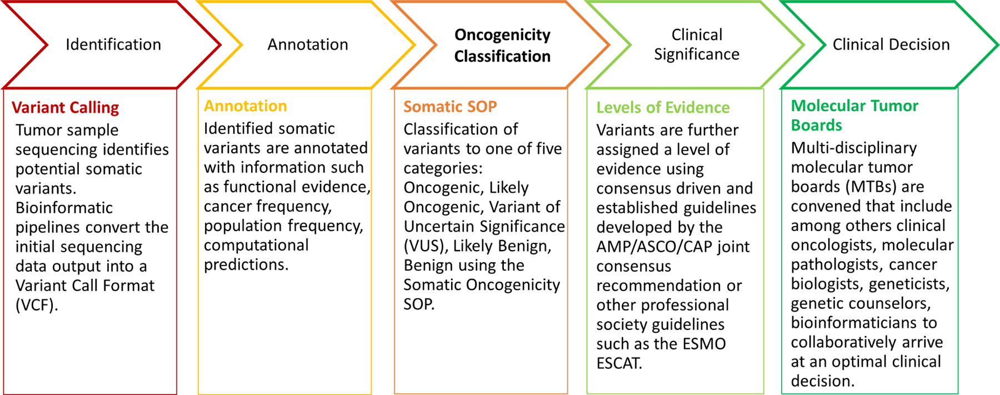 Identification
Annotation
Oncogenicity
Classification
Clinical
Significance
Clinical Decision
Variant Calling
Tumor sample
sequencing identifies
potential somatic
variants.
Bioinformatic
pipelines convert the
initial sequencing
data output into a
Variant Call Format
(VCF).
Annotation
Identified somatic
variants are annotated
with information such
as functional evidence,
cancer frequency,
population frequency,
computational
predictions.
Somatic SOP
Classification of
variants to one of five
categories:
Oncogenic, Likely
Oncogenic, Variant of
Uncertain Significance
(VUS), Likely Benign,
Benign using the
Somatic Oncogenicity
SOP.
Levels of Evidence
Variants are further
assigned a level of
evidence using
consensus driven and
established guidelines
developed by the
AMP/ASCO/CAP joint
consensus
recommendation or
other professional
society guidelines
such as the ESMO
ESCAT.
Molecular Tumor
Boards
Multi-disciplinary
molecular tumor
boards (MTBs) are
convened that include
among others clinical
oncologists, molecular
pathologists, cancer
biologists, geneticists,
genetic counselors,
bioinformaticians to
collaboratively arrive
at an optimal clinical
decision.